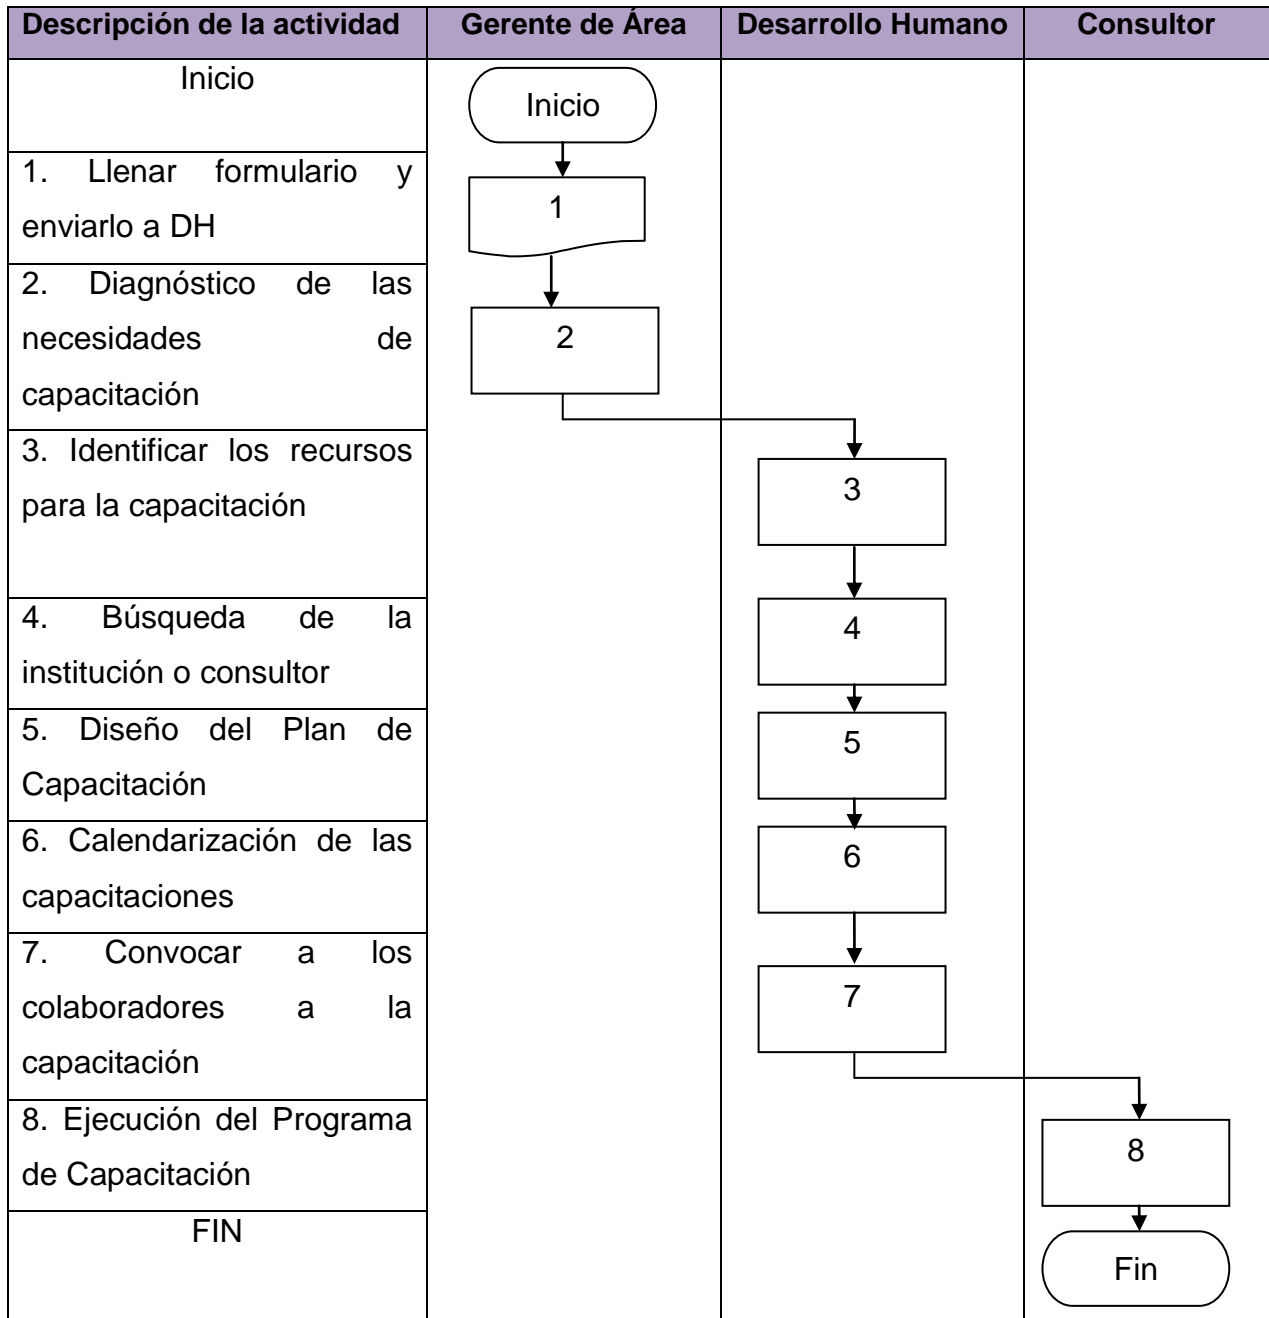 Descripción de la actividad Gerente de Área Desarrollo Humano Consultor
Inicio
Inicio
1. Llenar formulario y
enviarlo a DH
1
2. Diagnóstico de las
necesidades de
capacitación
2
3. Identificar los recursos
para la capacitación
3
4. Búsqueda de la
institución o consultor
4
5. Diseño del Plan de
Capacitación
5
6. Calendarización de las
capacitaciones
6
7. Convocar a los
colaboradores a la
capacitación
7
8. Ejecución del Programa
de Capacitación
8
FIN
Fin